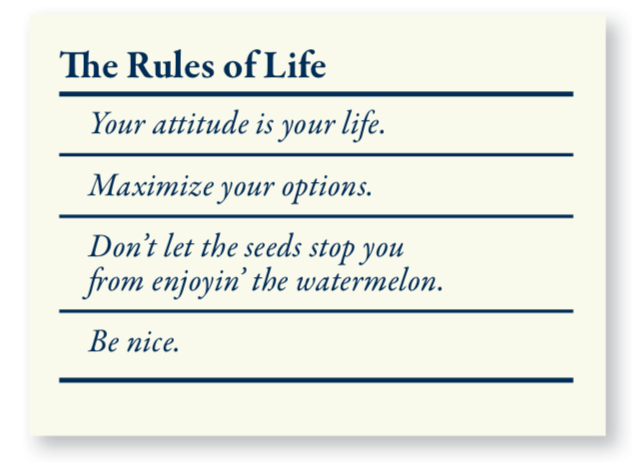 The Rules of Life
Your attitude is your life.
Maximize your options.
Don’t let the seeds stop you
from enjoyin’ the watermelon.
Be nice.